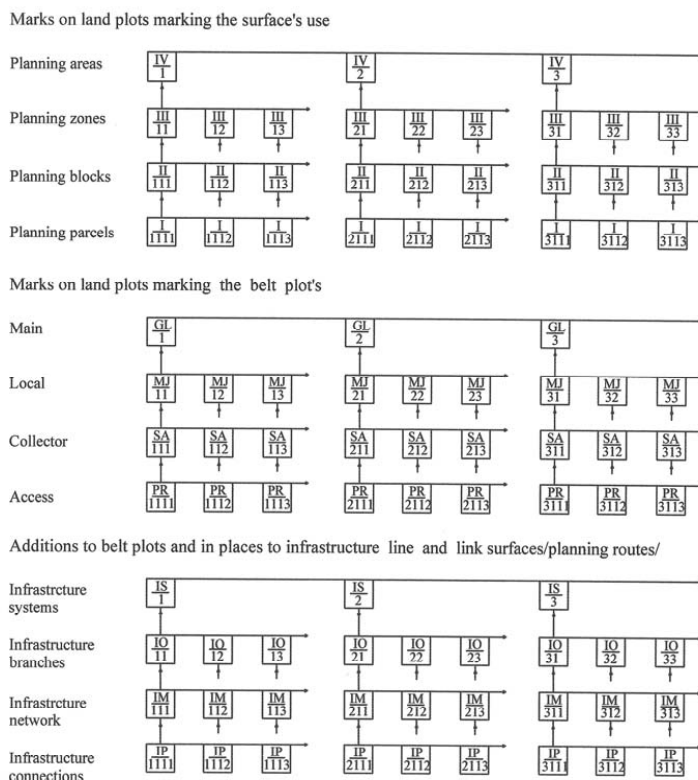 Marks on land plots marking the surface's use
Planning areas IV 1 IV 2 IV 3
Planning zones III 11 III 12 III 13 III 21 III 22 III 23 III 31 III 32 III 33
Planning blocks II 111 II 112 II 113 II 211 II 212 II 213 II 311 II 312 II 313
Planning parcels I 1111 I 1112 I 1113 I 2111 I 2112 I 2113 I 3111 I 3112 I 3113
Marks on land plots marking the belt plot's
Main GL 1 GL 2 GL 3
Local MJ 11 MJ 12 MJ 13 MJ 21 MJ 22 MJ 23 MJ 31 MJ 32 MJ 33
Collector SA 111 SA 112 SA 113 SA 211 SA 212 SA 213 SA 311 SA 312 SA 313
Access PR 1111 PR 1112 PR 1113 PR 2111 PR 2112 PR 2113 PR 3111 PR 3112 PR 3113
Additions to belt plots and in places to infrastructure line and link surfaces/planning routes/
Infrastrcture
systems IS 1 IS 2 IS 3
Infrastructure
branches IO 11 IO 12 IO 13 IO 21 IO 22 IO 23 IO 31 IO 32 IO 33
Infrastrcture
network IM 111 IM 112 IM 113 IM 211 IM 212 IM 213 IM 311 IM 312 IM 313
Infrastructure
connections IP 1111 IP 1112 IP 1113 IP 2111 IP 2112 IP 2113 IP 3111 IP 3112 IP 3113